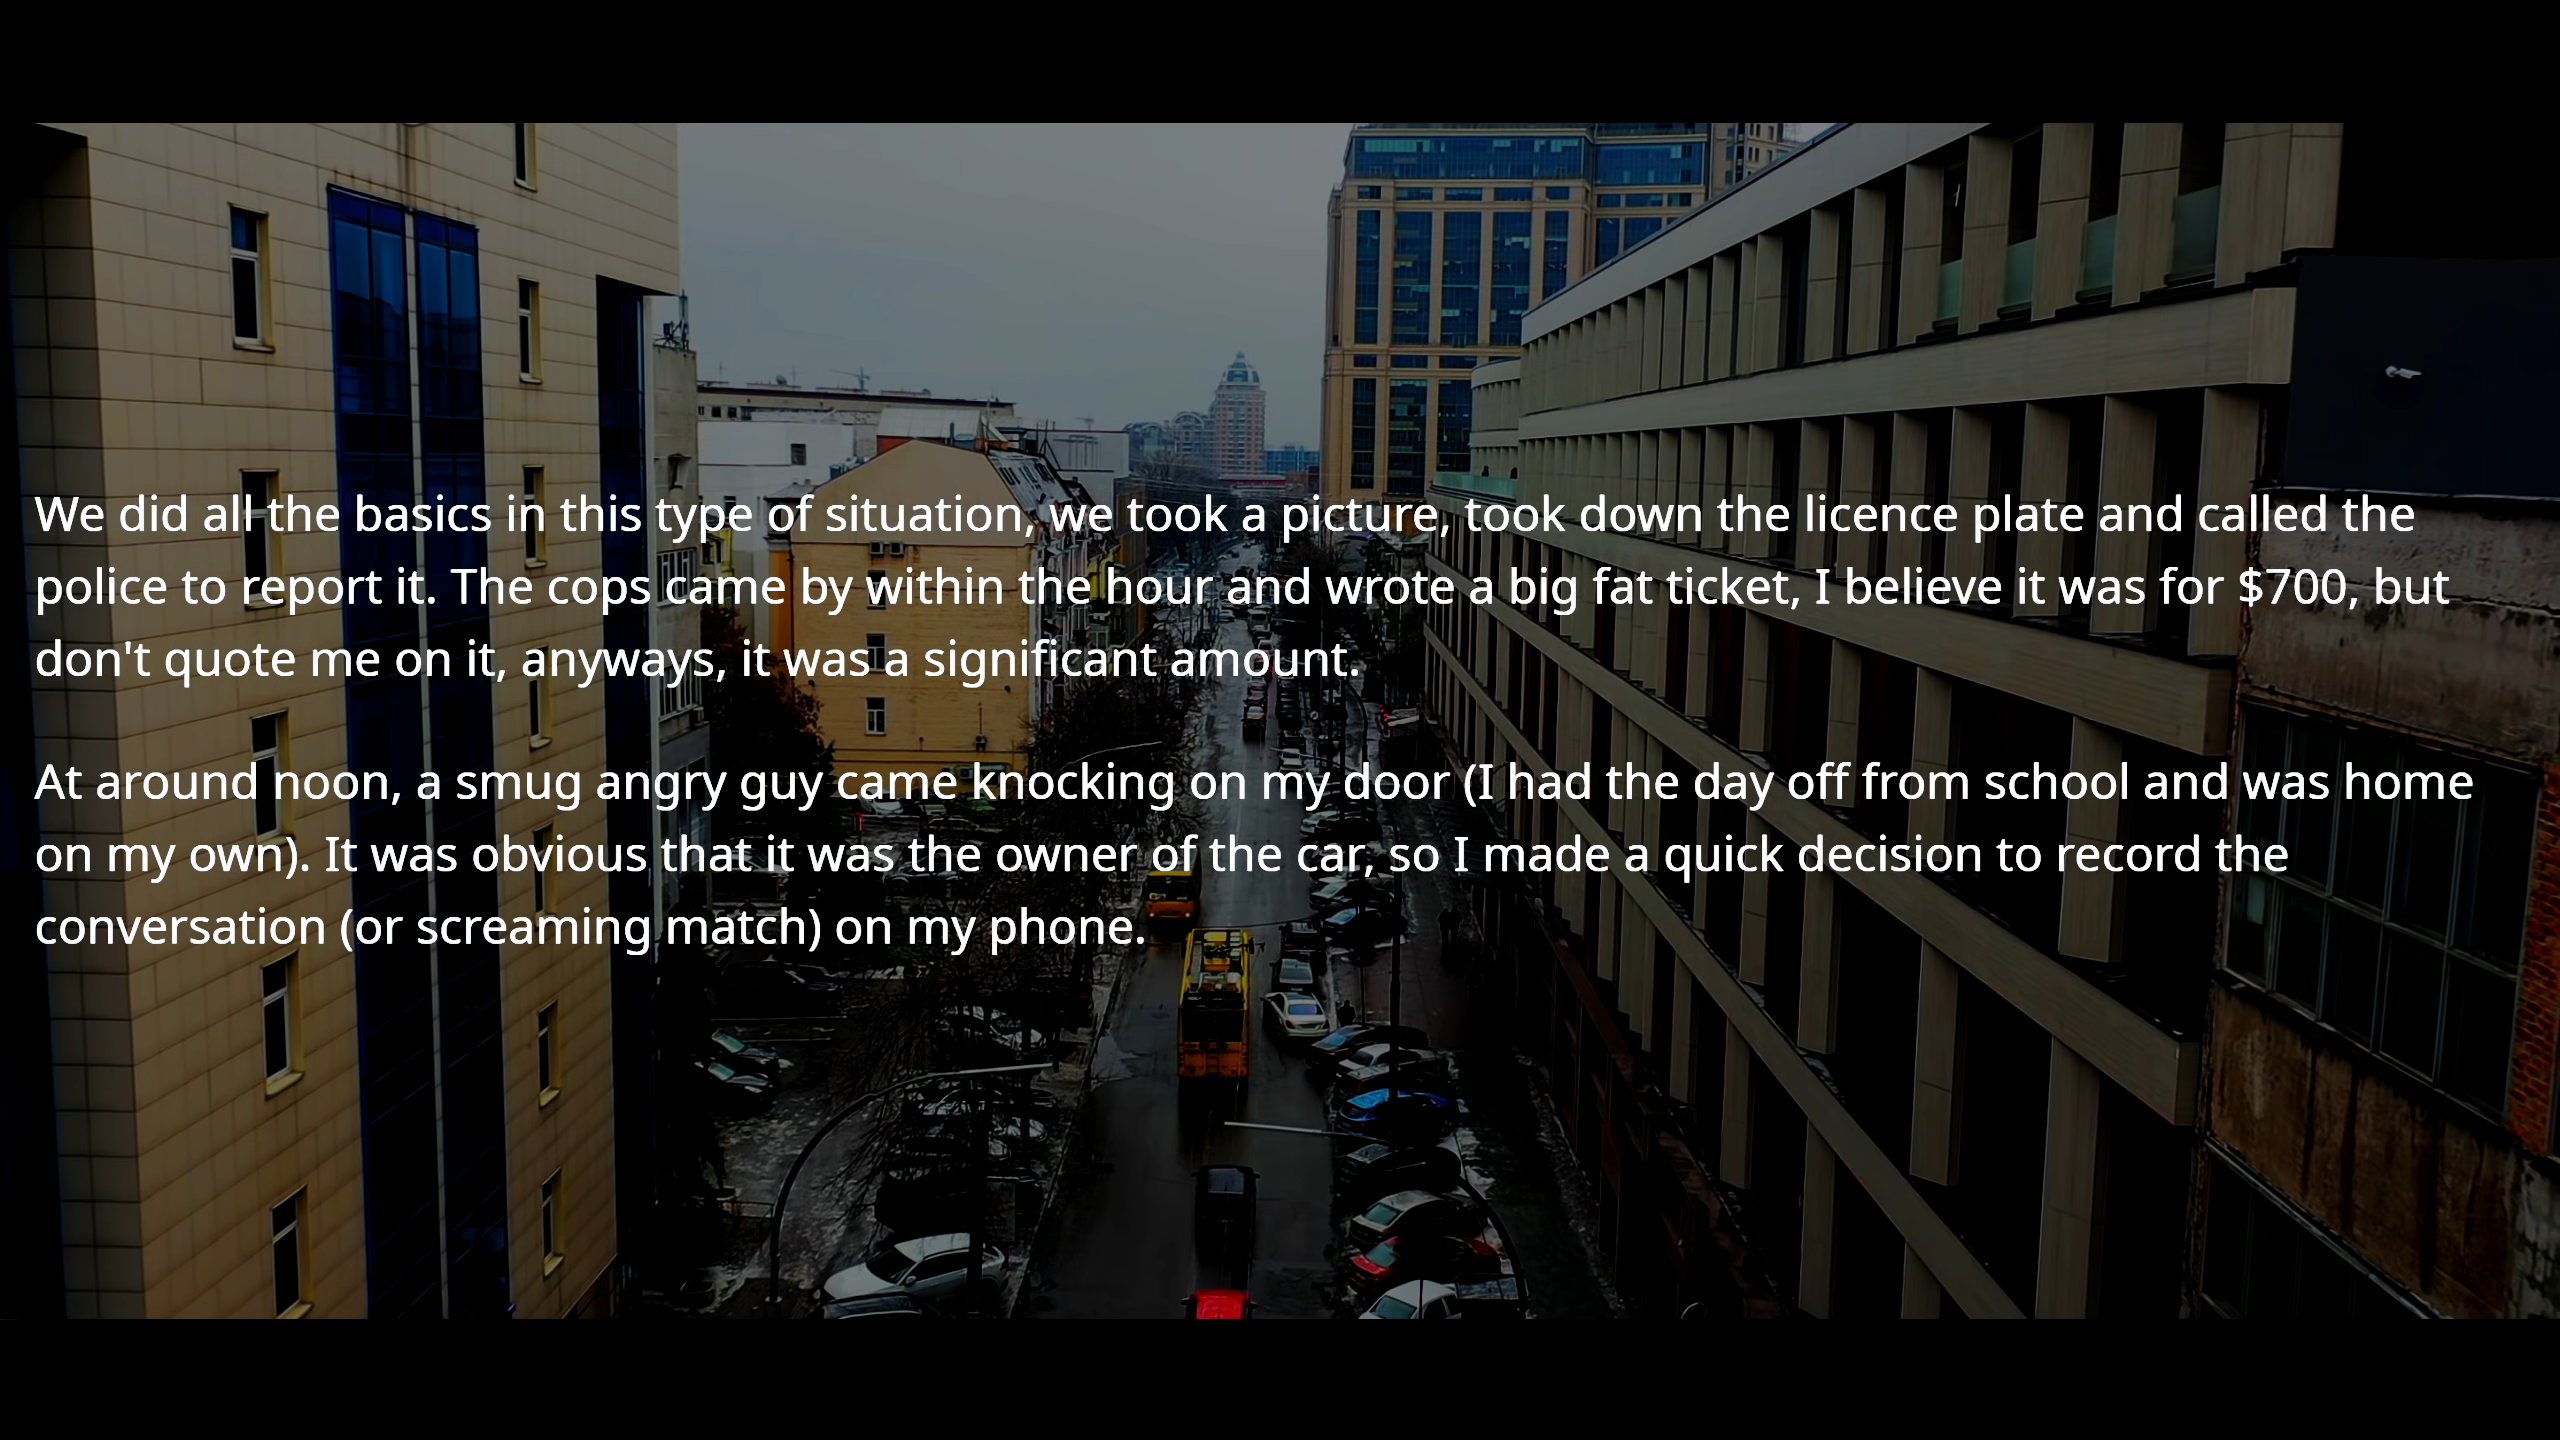 We did all the basics in this type of situation, we took a picture, took down the licence plate and called the
police to report it. The cops came by within the hour and wrote a big fat ticket, I believe it was for $700, but
don't quote me on it, anyways, it was a significant amount.
At around noon, a smug angry guy came knocking on my door (I had the day off from school and was home
on my own). It was obvious that it was the owner of the car, so I made a quick decision to record the
conversation (or screaming match) on my phone.